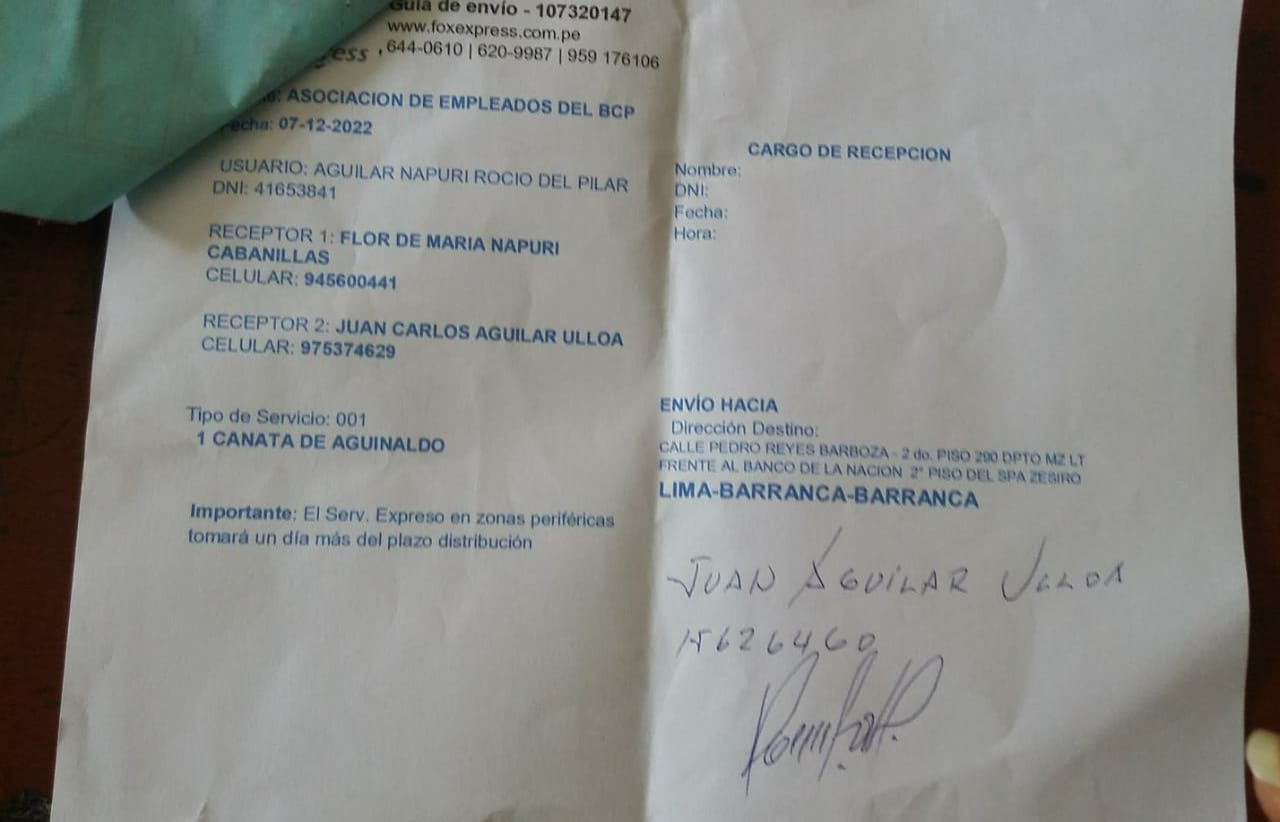 Guía de envío - 107320147
www.foxexpress.com.pe
644-0610 | 620-9987 | 959 176106
ess
ASOCIACION DE EMPLEADOS DEL BCP
Fecha: 07-12-2022
USUARIO: AGUILAR NAPURI ROCIO DEL PILAR
DNI: 41653841
RECEPTOR 1: FLOR DE MARIA NAPURI
CABANILLAS
CELULAR: 945600441
RECEPTOR 2: JUAN CARLOS AGUILAR ULLOA
CELULAR: 975374629
Tipo de Servicio: 001
1 CANATA DE AGUINALDO
Importante: El Serv. Expreso en zonas periféricas
tomará un día más del plazo distribución
CARGO DE RECEPCION
Nombre:
DNI:
Fecha:
Hora:
ENVÍO HACIA
Dirección Destino:
CALLE PEDRO REYES BARBOZA - 2 do. PISO 290 DPTO MZ LT
FRENTE AL BANCO DE LA NACION 2° PISO DEL SPA ZESIRO
LIMA-BARRANCA-BARRANCA
JUAN AGUILAR ULLOA
15626460